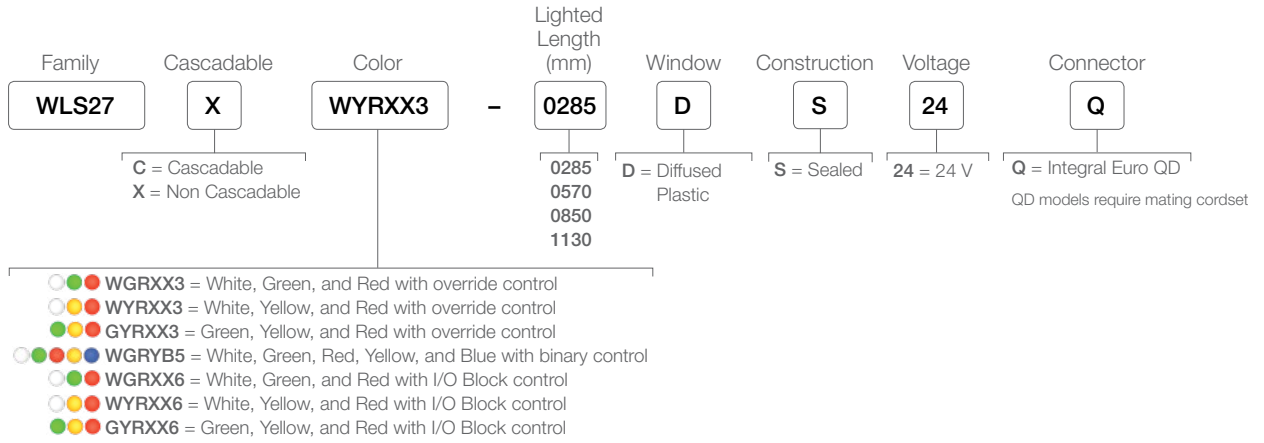 Lighted
Length
(mm)
Family Cascadable Color Window Construction Voltage Connector
WLS27 X WYRXX3 – 0285 D S 24 Q
C = Cascadable
X = Non Cascadable
0285
0570
0850
1130
D = Diffused
Plastic
S = Sealed
24 = 24 V
Q = Integral Euro QD
QD models require mating cordset
WGRXX3 = White, Green, and Red with override control
WYRXX3 = White, Yellow, and Red with override control
GYRXX3 = Green, Yellow, and Red with override control
WGRYB5 = White, Green, Red, Yellow, and Blue with binary control
WGRXX6 = White, Green, and Red with I/O Block control
WYRXX6 = White, Yellow, and Red with I/O Block control
GYRXX6 = Green, Yellow, and Red with I/O Block control